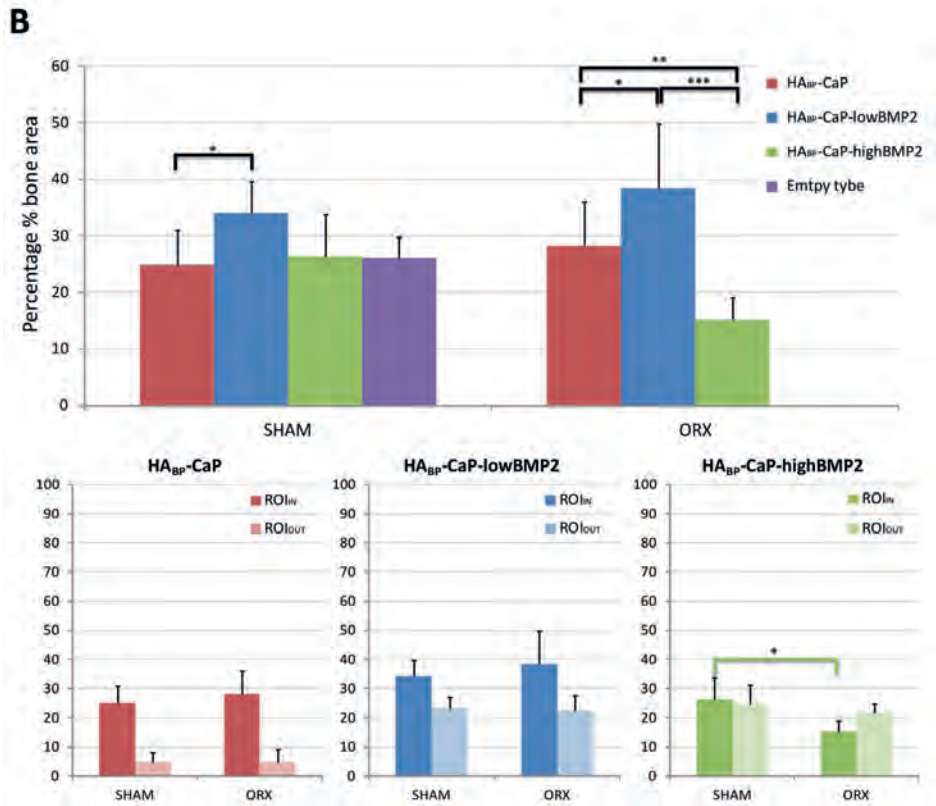 B
60
50
40
30
20
10
0
Percentage % bone area
*
**
*
***
HABP-CaP
HABP-CaP-lowBMP2
HABP-CaP-highBMP2
Emtpy tybe
SHAM ORX
HABP-CaP
100
90
80
70
60
50
40
30
20
10
0
ROIIN
ROIOUT
SHAM ORX
HABP-CaP-lowBMP2
100
90
80
70
60
50
40
30
20
10
0
ROIIN
ROIOUT
SHAM ORX
HABP-CaP-highBMP2
100
90
80
70
60
50
40
30
20
10
0
ROIIN
ROIOUT
*
SHAM ORX